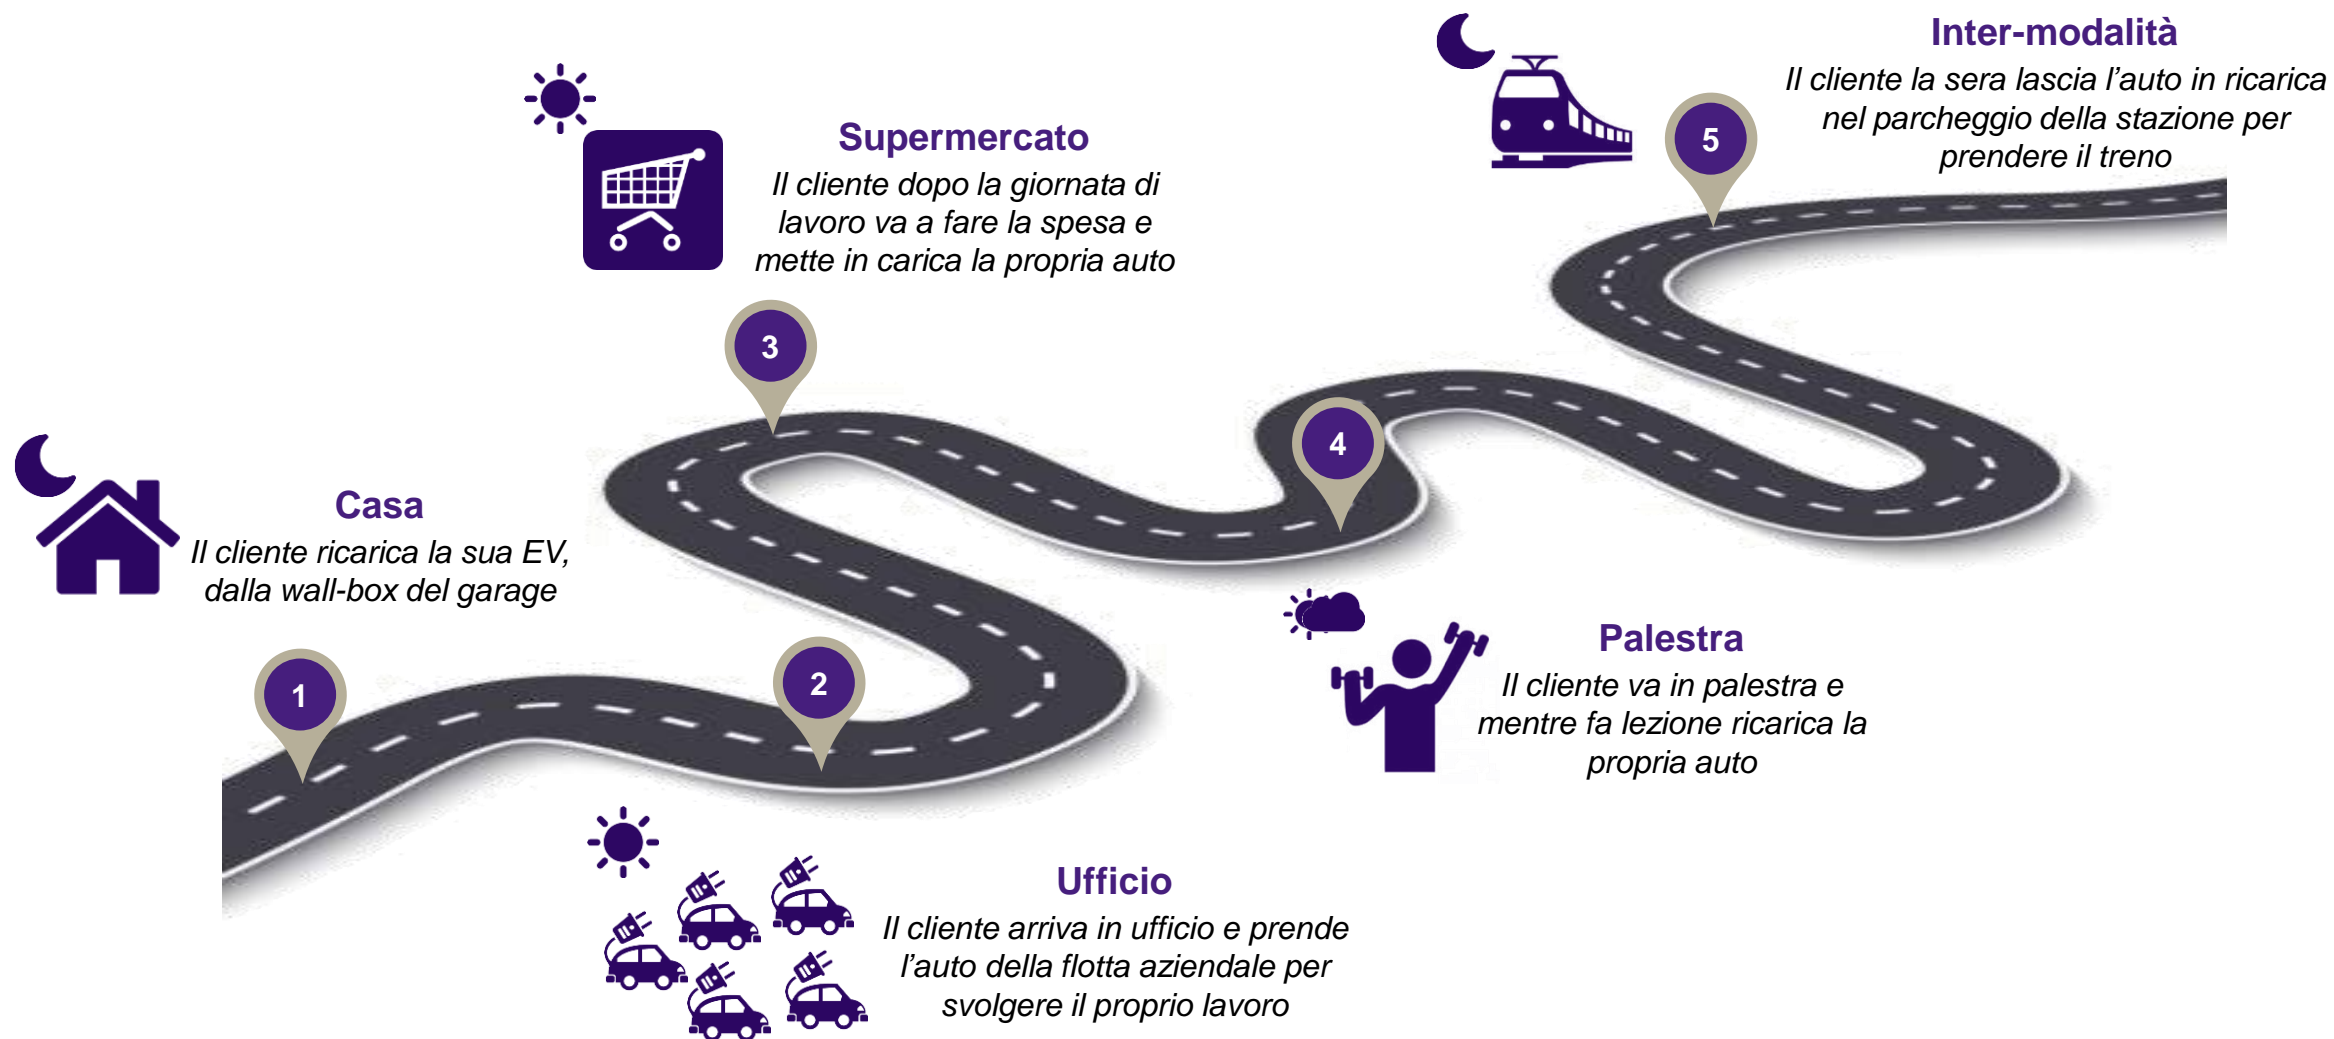 Inter-modalità
Il cliente la sera lascia l’auto in ricarica
nel parcheggio della stazione per
prendere il treno
5
Supermercato
Il cliente dopo la giornata di
lavoro va a fare la spesa e
mette in carica la propria auto
3
4
Casa
Il cliente ricarica la sua EV,
dalla wall-box del garage
1
2
Palestra
Il cliente va in palestra e
mentre fa lezione ricarica la
propria auto
Ufficio
Il cliente arriva in ufficio e prende
l’auto della flotta aziendale per
svolgere il proprio lavoro